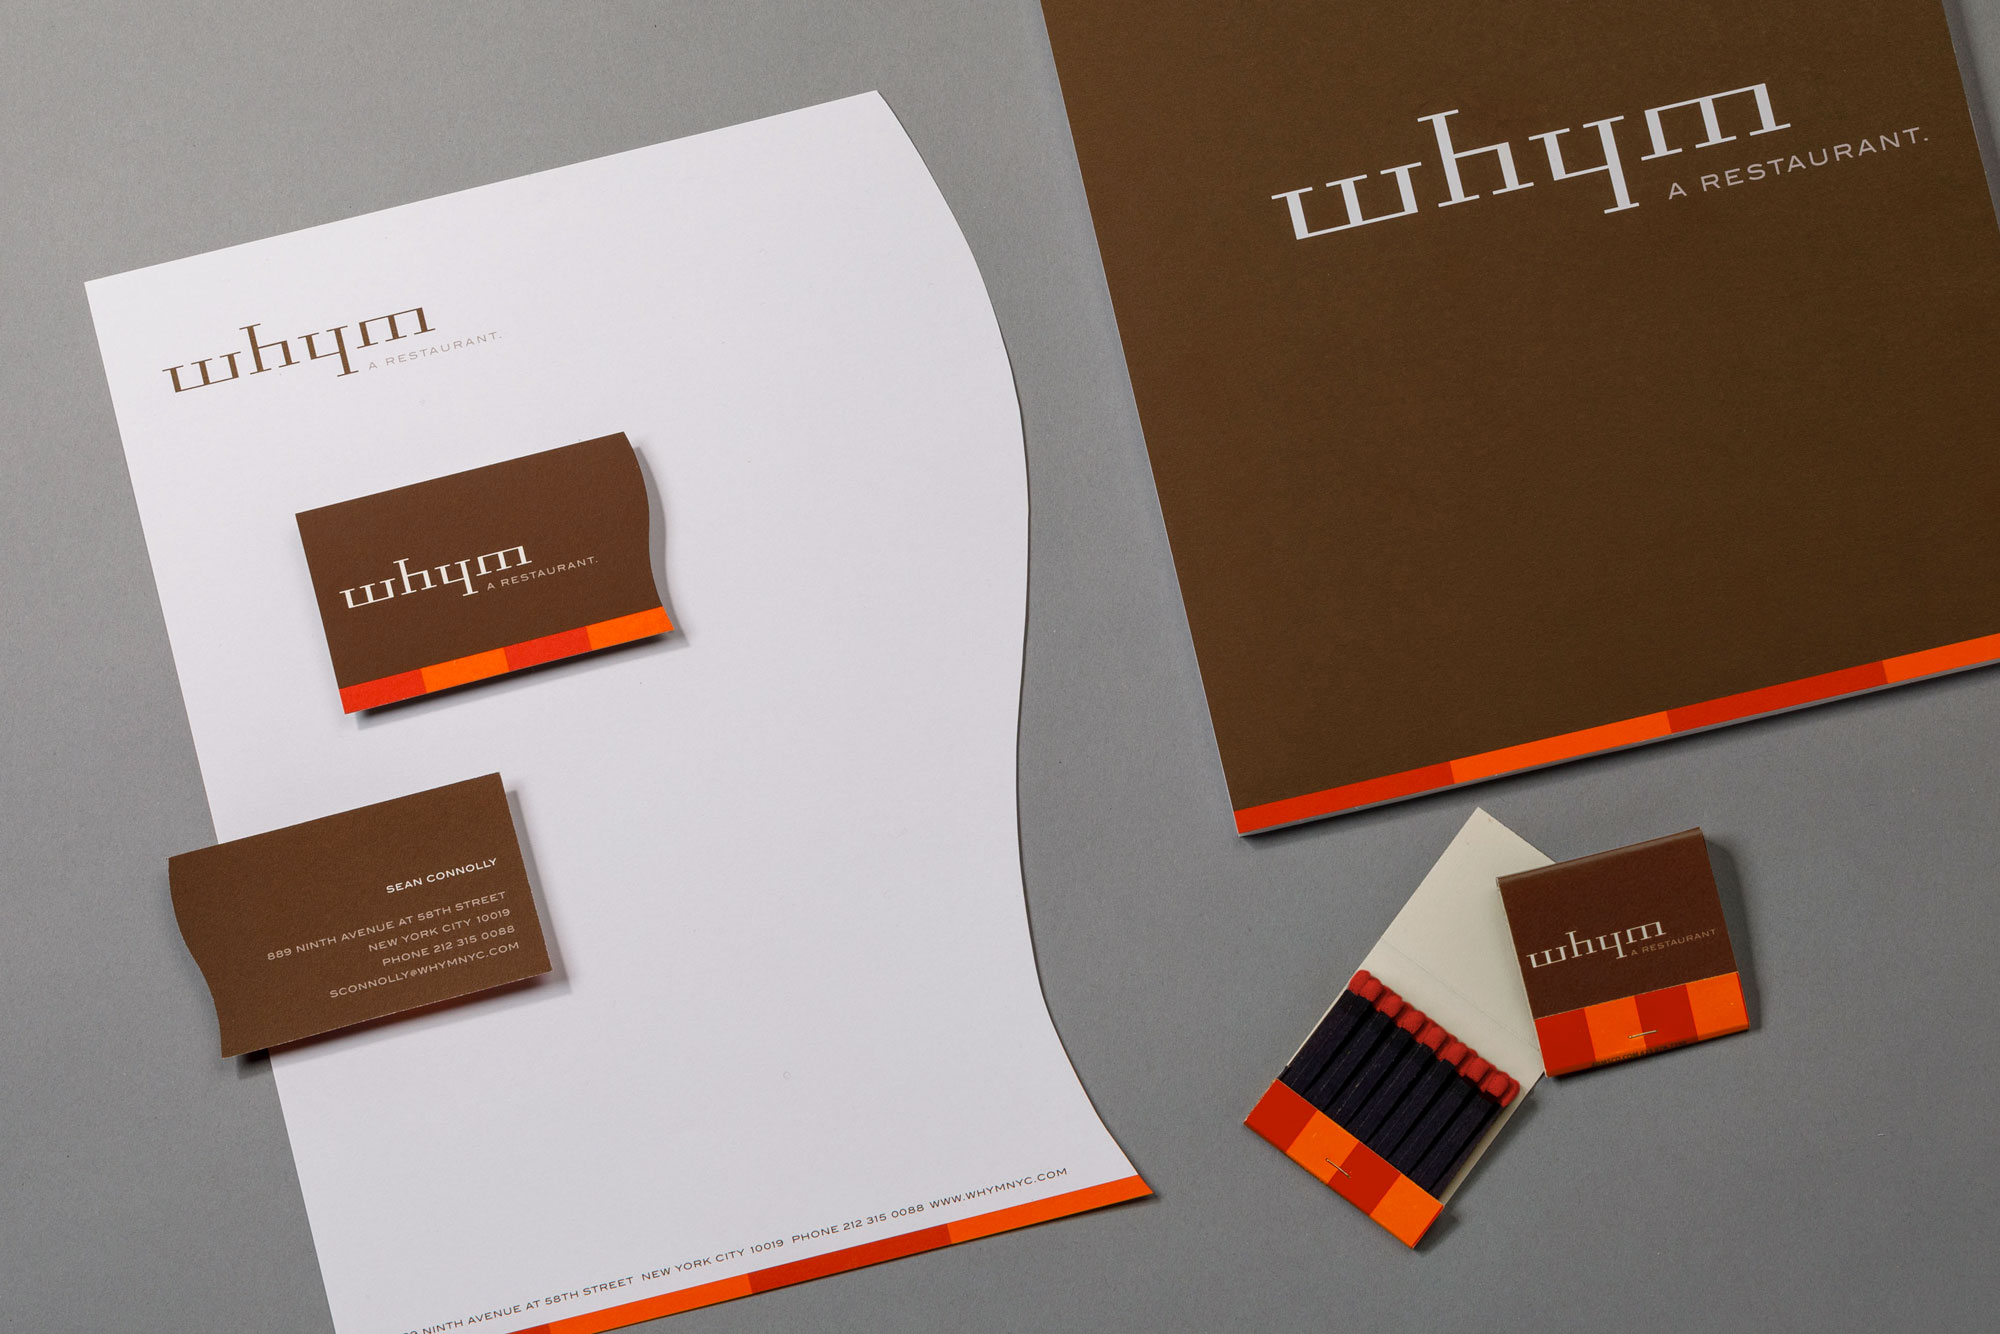 whym
A RESTAURANT.
whym
A RESTAURANT.
whym
A RESTAURANT.
SEAN CONNOLLY
889 NINTH AVENUE AT 58TH STREET
NEW YORK CITY 10019
PHONE 212 315 0088
SCONNOLLY@WHYMNYC.COM
NINTH AVENUE AT 58TH STREET NEW YORK CITY 10019 PHONE 212 315 0088 WWW.WHYMNYC.COM
whym
A RESTAURANT